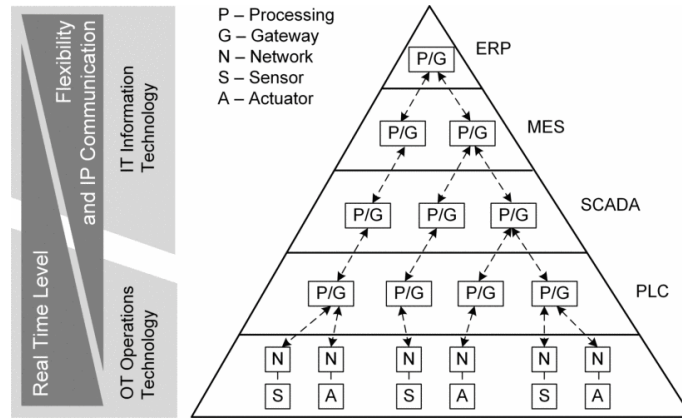 P – Processing
G – Gateway
N – Network
S – Sensor
A – Actuator
Flexibility
and IP Communication
Real Time Level
IT Information
Technology
OT Operations
Technology
ERP
P/G
MES
P/G P/G
SCADA
P/G P/G P/G
PLC
P/G P/G P/G P/G
N N N N N N
S A S A S A